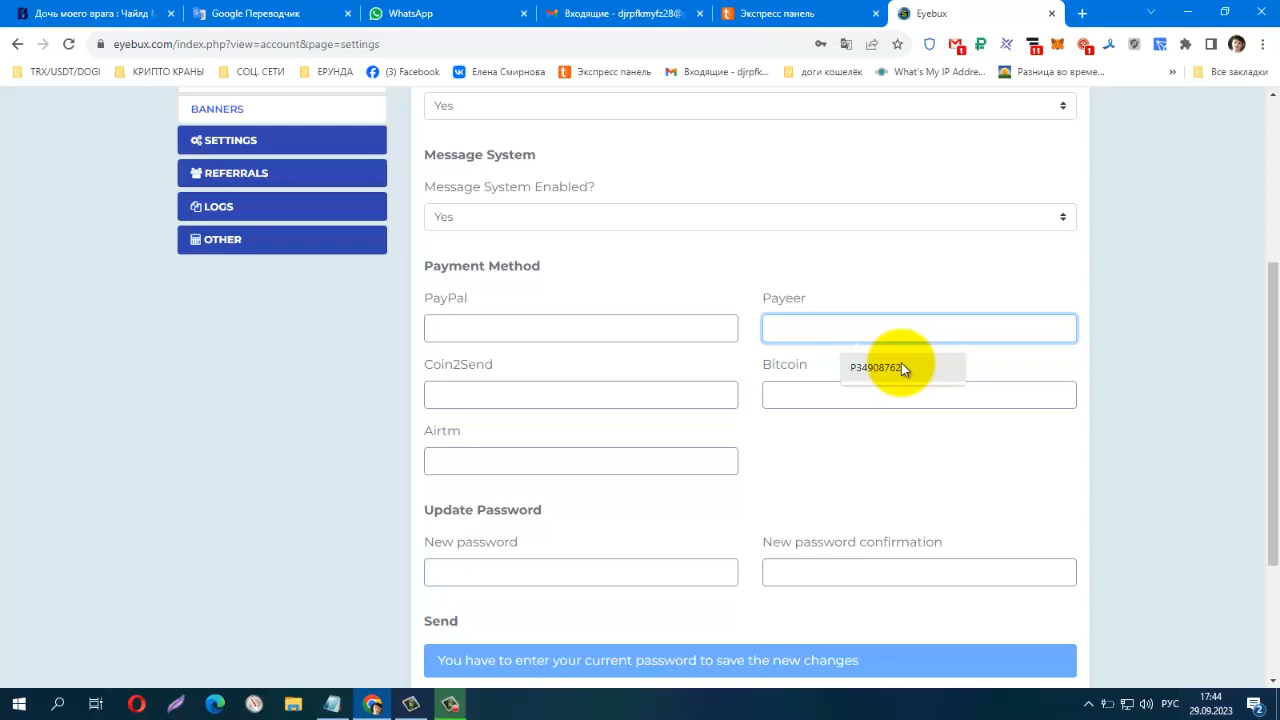 Дочь моего врага : Чайлд М
Google Переводчик
WhatsApp
Входящие - djrpfkmyfz28@
Экспресс панель
Eyebux
eyebux.com/index.php?view=account&page=settings
TRX/USDT/DOGI
КРИПТО КРАНЫ
СОЦ. СЕТИ
ЕРУНДА
(3) Facebook
Елена Смирнова
Экспресс панель
Входящие - djrpfk...
доги кошелёк
What's My IP Addre...
Разница во време...
»
Все закладки
BANNERS
SETTINGS
REFERRALS
LOGS
OTHER
Yes
Message System
Message System Enabled?
Yes
Payment Method
PayPal
Payeer
P34908762
Coin2Send
Bitcoin
Airtm
Update Password
New password
New password confirmation
Send
You have to enter your current password to save the new changes
РУС
17:44
29.09.2023
2